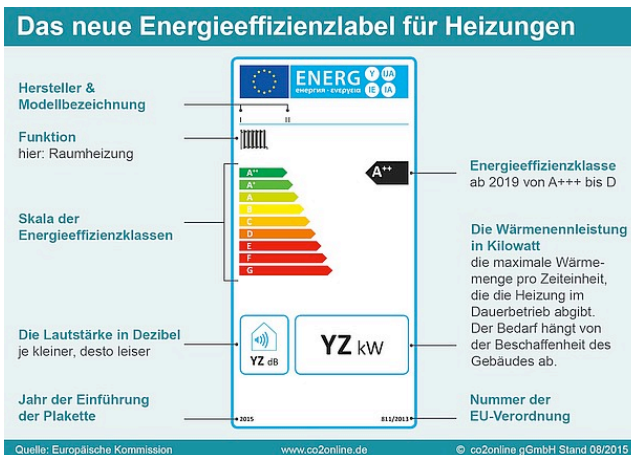 Das neue Energieeffizienzlabel für Heizungen
Hersteller &
Modellbezeichnung
Funktion
hier: Raumheizung
Skala der
Energieeffizienzklassen
Die Lautstärke in Dezibel
je kleiner, desto leiser
Jahr der Einführung
der Plakette
ENERG
енергия · ενεργεια
Y UA
IE IA
I II
A++
A+
A
B
C
D
E
F
G
A++
YZ dB
YZ kW
2015
811/2013
Energieeffizienzklasse
ab 2019 von A+++ bis D
Die Wärmenennleistung
in Kilowatt
die maximale Wärme-
menge pro Zeiteinheit,
die die Heizung im
Dauerbetrieb abgibt.
Der Bedarf hängt von
der Beschaffenheit des
Gebäudes ab.
Nummer der
EU-Verordnung
Quelle: Europäische Kommission
www.co2online.de
© co2online gGmbH Stand 08/2015